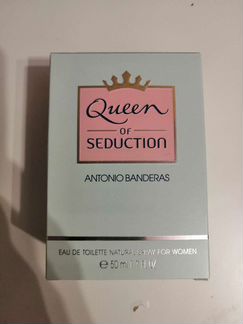 Queen
OF
SEDUCTION
ANTONIO BANDERAS
EAU DE TOILETTE NATURAL SPRAY FOR WOMEN
e 50 ml